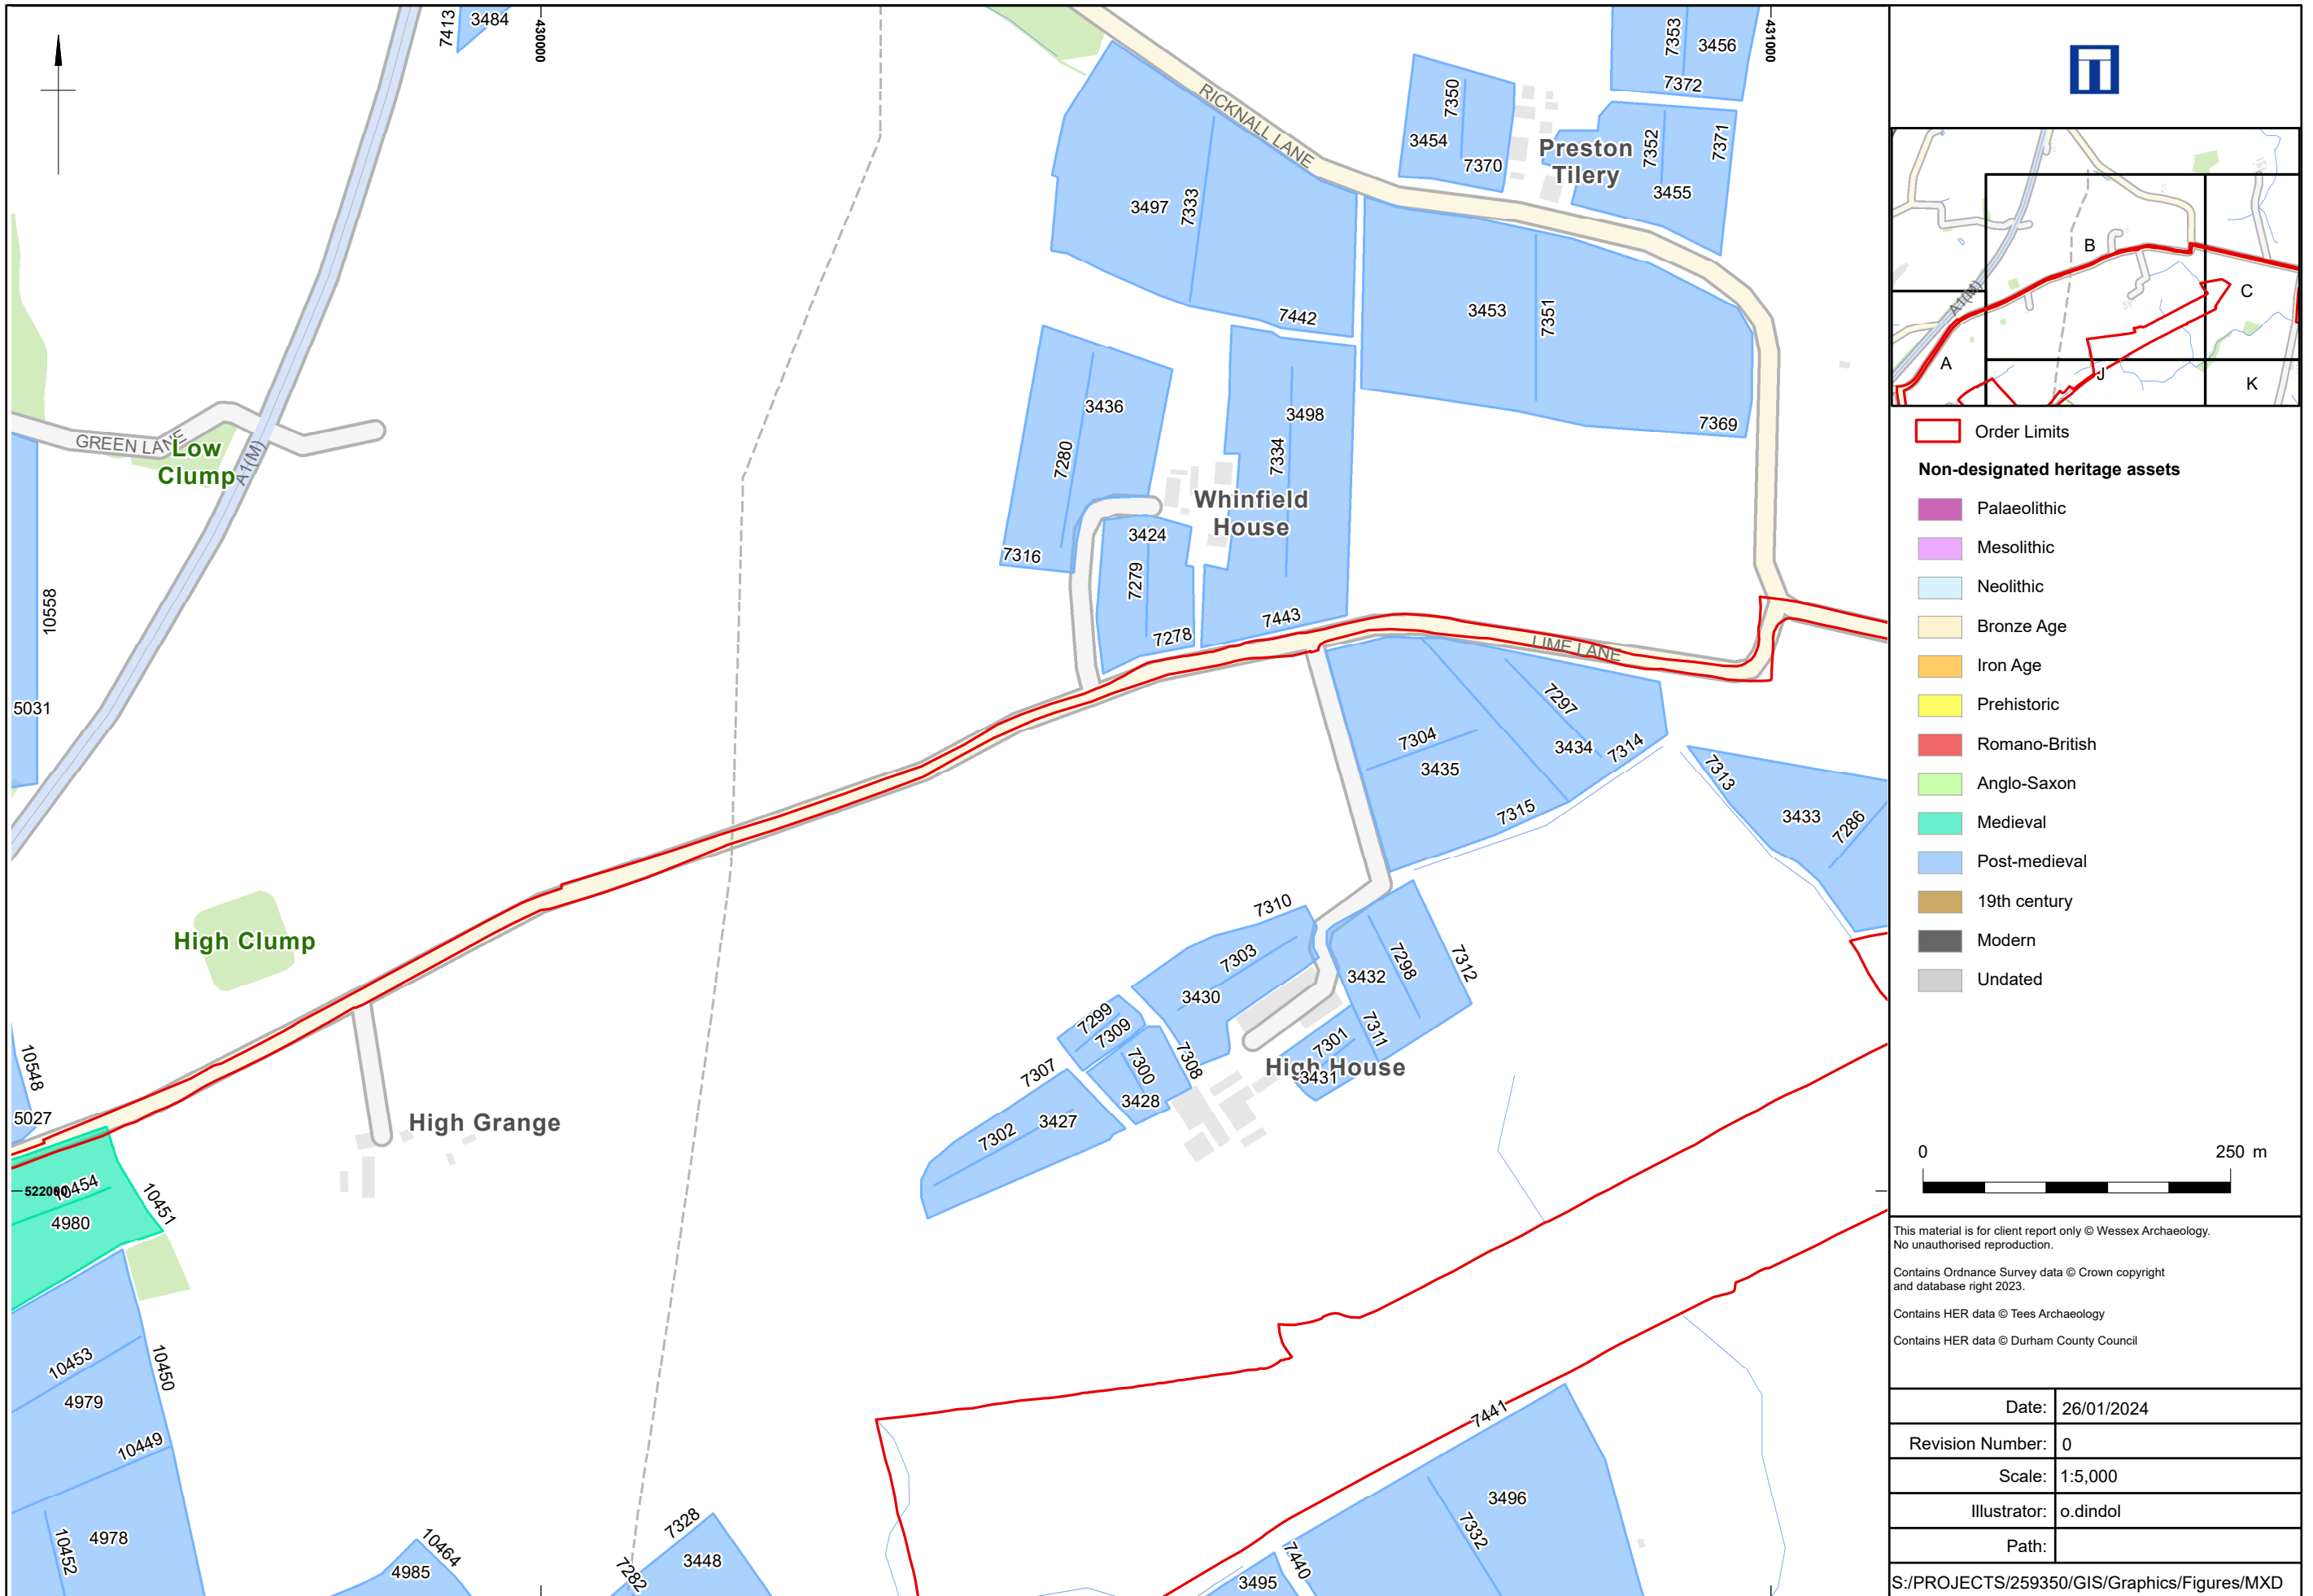 7413
3484
430000
431000
7353
3456
7372
7350
3454
7370
Preston
Tilery
7352
7371
3455
RICKNALL LANE
3497
7333
7442
3453
7351
7369
3436
7280
7316
3498
7334
7443
Whinfield
House
3424
7279
7278
GREEN LANE
Low
Clump
A1(M)
10558
5031
LIME LANE
7297
7304
3434
7314
3435
7315
7313
3433
7286
High Clump
7310
7303
3430
3432
7298
7312
7299
7309
7300
7308
3428
7301
7311
High House
3431
7307
7302
3427
10548
5027
High Grange
522000
10454
4980
10451
10453
10450
4979
10449
10452
4978
4985
10464
7328
3448
7282
7441
3496
7332
7440
3495
A1(M)
A
B
C
J
K
Order Limits
Non-designated heritage assets
Palaeolithic
Mesolithic
Neolithic
Bronze Age
Iron Age
Prehistoric
Romano-British
Anglo-Saxon
Medieval
Post-medieval
19th century
Modern
Undated
0 250 m
This material is for client report only © Wessex Archaeology.
No unauthorised reproduction.
Contains Ordnance Survey data © Crown copyright
and database right 2023.
Contains HER data © Tees Archaeology
Contains HER data © Durham County Council
Date: 26/01/2024
Revision Number: 0
Scale: 1:5,000
Illustrator: o.dindol
Path:
S:/PROJECTS/259350/GIS/Graphics/Figures/MXD